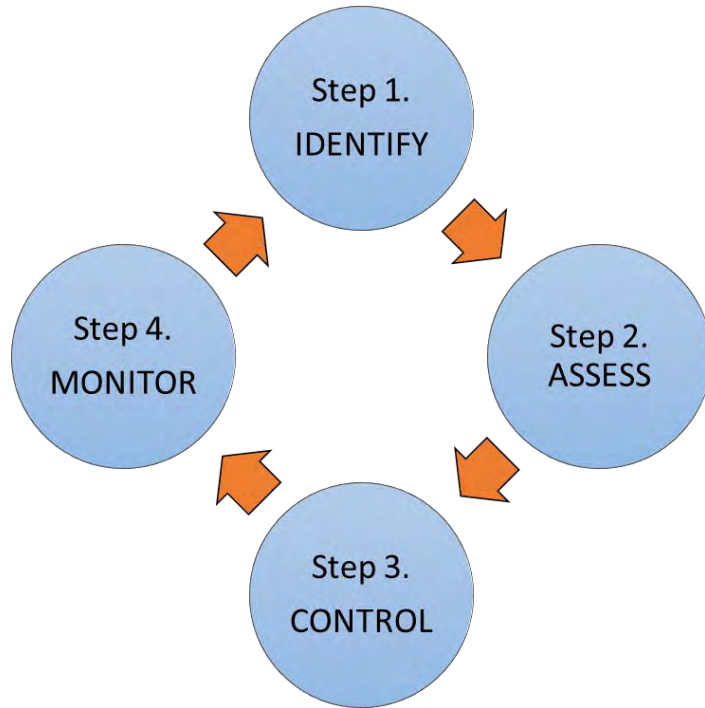 Step 1.
IDENTIFY
Step 2.
ASSESS
Step 3.
CONTROL
Step 4.
MONITOR